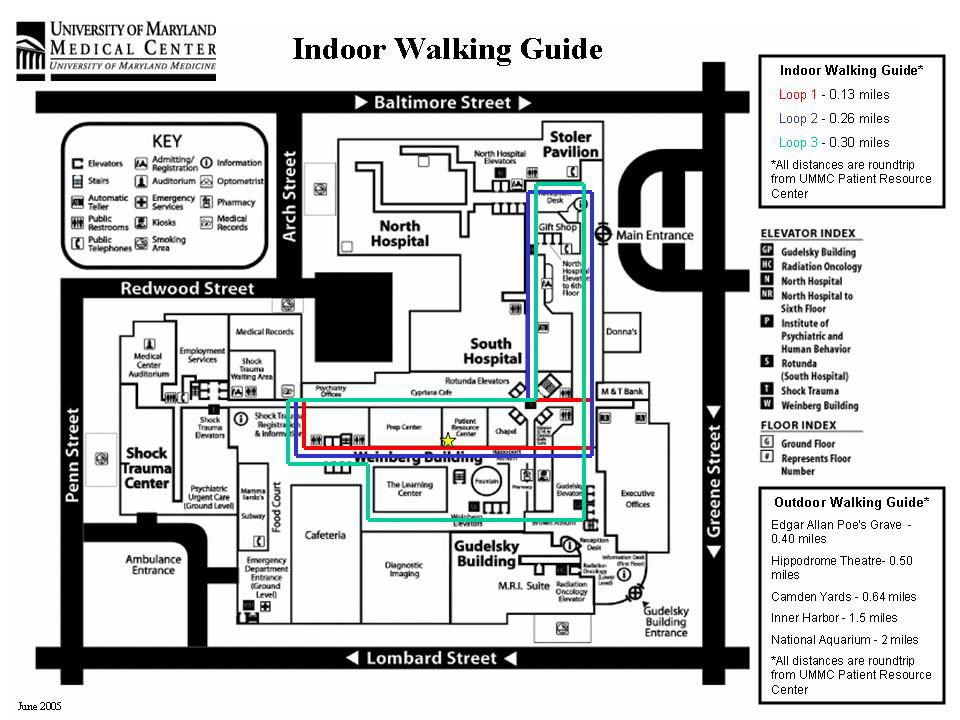 UNIVERSITY OF MARYLAND
MEDICAL CENTER
UNIVERSITY OF MARYLAND MEDICINE
Indoor Walking Guide
Indoor Walking Guide*
Loop 1 - 0.13 miles
Loop 2 - 0.26 miles
Loop 3 - 0.30 miles
*All distances are roundtrip
from UMMC Patient Resource
Center
Baltimore Street
KEY
Elevators
Stairs
Automatic
Teller
Public
Restrooms
Public
Telephones
Admitting/
Registration
Auditorium
Emergency
Services
Kiosks
Smoking
Area
Information
Optometrist
Pharmacy
Medical
Records
Arch Street
Stoler
Pavilion
North Hospital
Elevators
Reception
Desk
Gift Shop
North
Hospital
Elevators
to 6th
Floor
North
Hospital
Main Entrance
ELEVATOR INDEX
GP Gudelsky Building
HC Radiation Oncology
N North Hospital
NR North Hospital to
Sixth Floor
P Institute of
Psychiatric and
Human Behavior
S Rotunda
(South Hospital)
T Shock Trauma
W Weinberg Building
FLOOR INDEX
G Ground Floor
# Represents Floor
Number
Redwood Street
Medical Records
Medical
Center
Auditorium
Employment
Services
Shock
Trauma
Waiting Area
South
Hospital
Donna's
Psychiatry
Offices
Cypriana Cafe
Rotunda Elevators
M & T Bank
Shock
Trauma
Elevators
Shock Trauma
Registration
& Information
Prep Center
Patient
Resource
Center
Chapel
Weinberg Building
Penn Street
Shock
Trauma
Center
Psychiatric
Urgent Care
(Ground Level)
Mamma
Ilardo's
Subway
Food Court
The Learning
Center
Fountain
Pharmacy
Gudelsky
Elevators
Executive
Offices
Greene Street
Cafeteria
Weinberg
Elevators
Ambulance
Entrance
Emergency
Department
Entrance
(Ground
Level)
Diagnostic
Imaging
Gudelsky
Building
Reception
Desk
Information Desk
(First Floor)
Radiation
Oncology
(Lower
Level)
M.R.I. Suite
Radiation
Oncology
Elevator
Gudelsky
Building
Entrance
Lombard Street
Outdoor Walking Guide*
Edgar Allan Poe's Grave -
0.40 miles
Hippodrome Theatre- 0.50
miles
Camden Yards - 0.64 miles
Inner Harbor - 1.5 miles
National Aquarium - 2 miles
*All distances are roundtrip
from UMMC Patient Resource
Center
June 2005